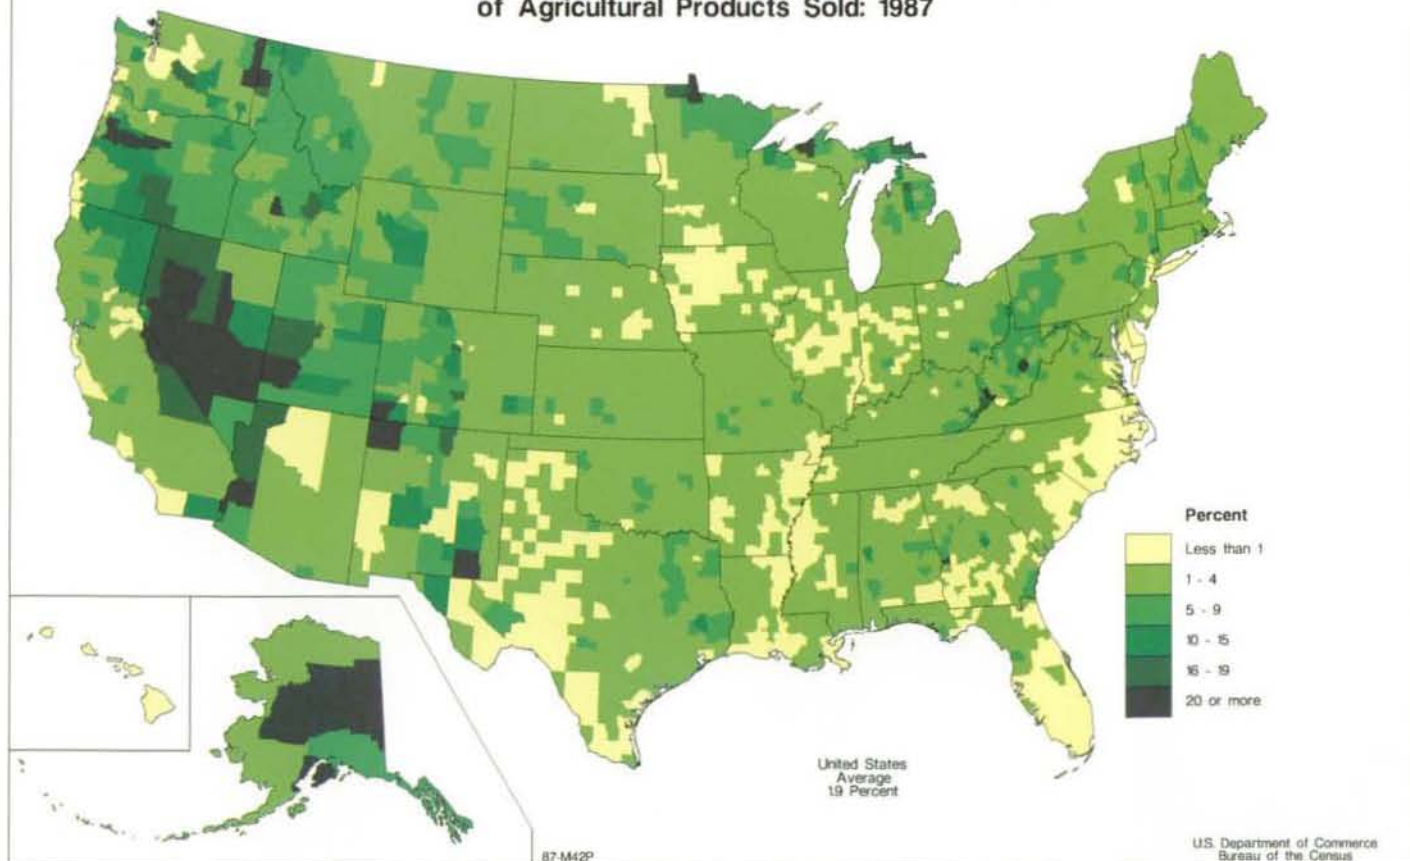 of Agricultural Products Sold: 1987
Percent
Less than 1
1 - 4
5 - 9
10 - 15
16 - 19
20 or more
United States
Average
1.9 Percent
87-M42P
U.S. Department of Commerce
Bureau of the Census